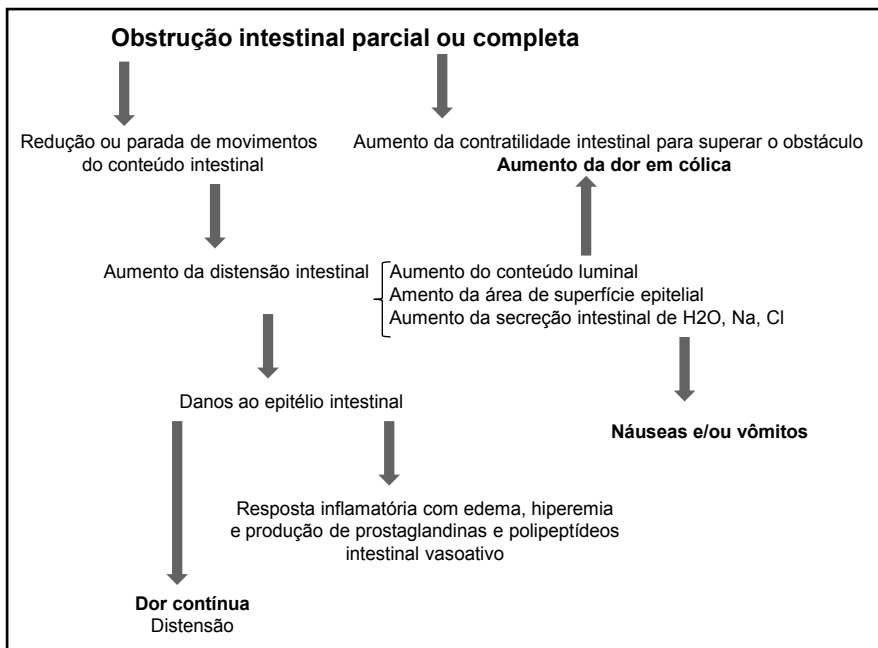 Obstrução intestinal parcial ou completa
Redução ou parada de movimentos
do conteúdo intestinal
Aumento da contratilidade intestinal para superar o obstáculo
Aumento da dor em cólica
Aumento da distensão intestinal
Aumento do conteúdo luminal
Amento da área de superfície epitelial
Aumento da secreção intestinal de H2O, Na, Cl
Danos ao epitélio intestinal
Náuseas e/ou vômitos
Resposta inflamatória com edema, hiperemia
e produção de prostaglandinas e polipeptídeos
intestinal vasoativo
Dor contínua
Distensão